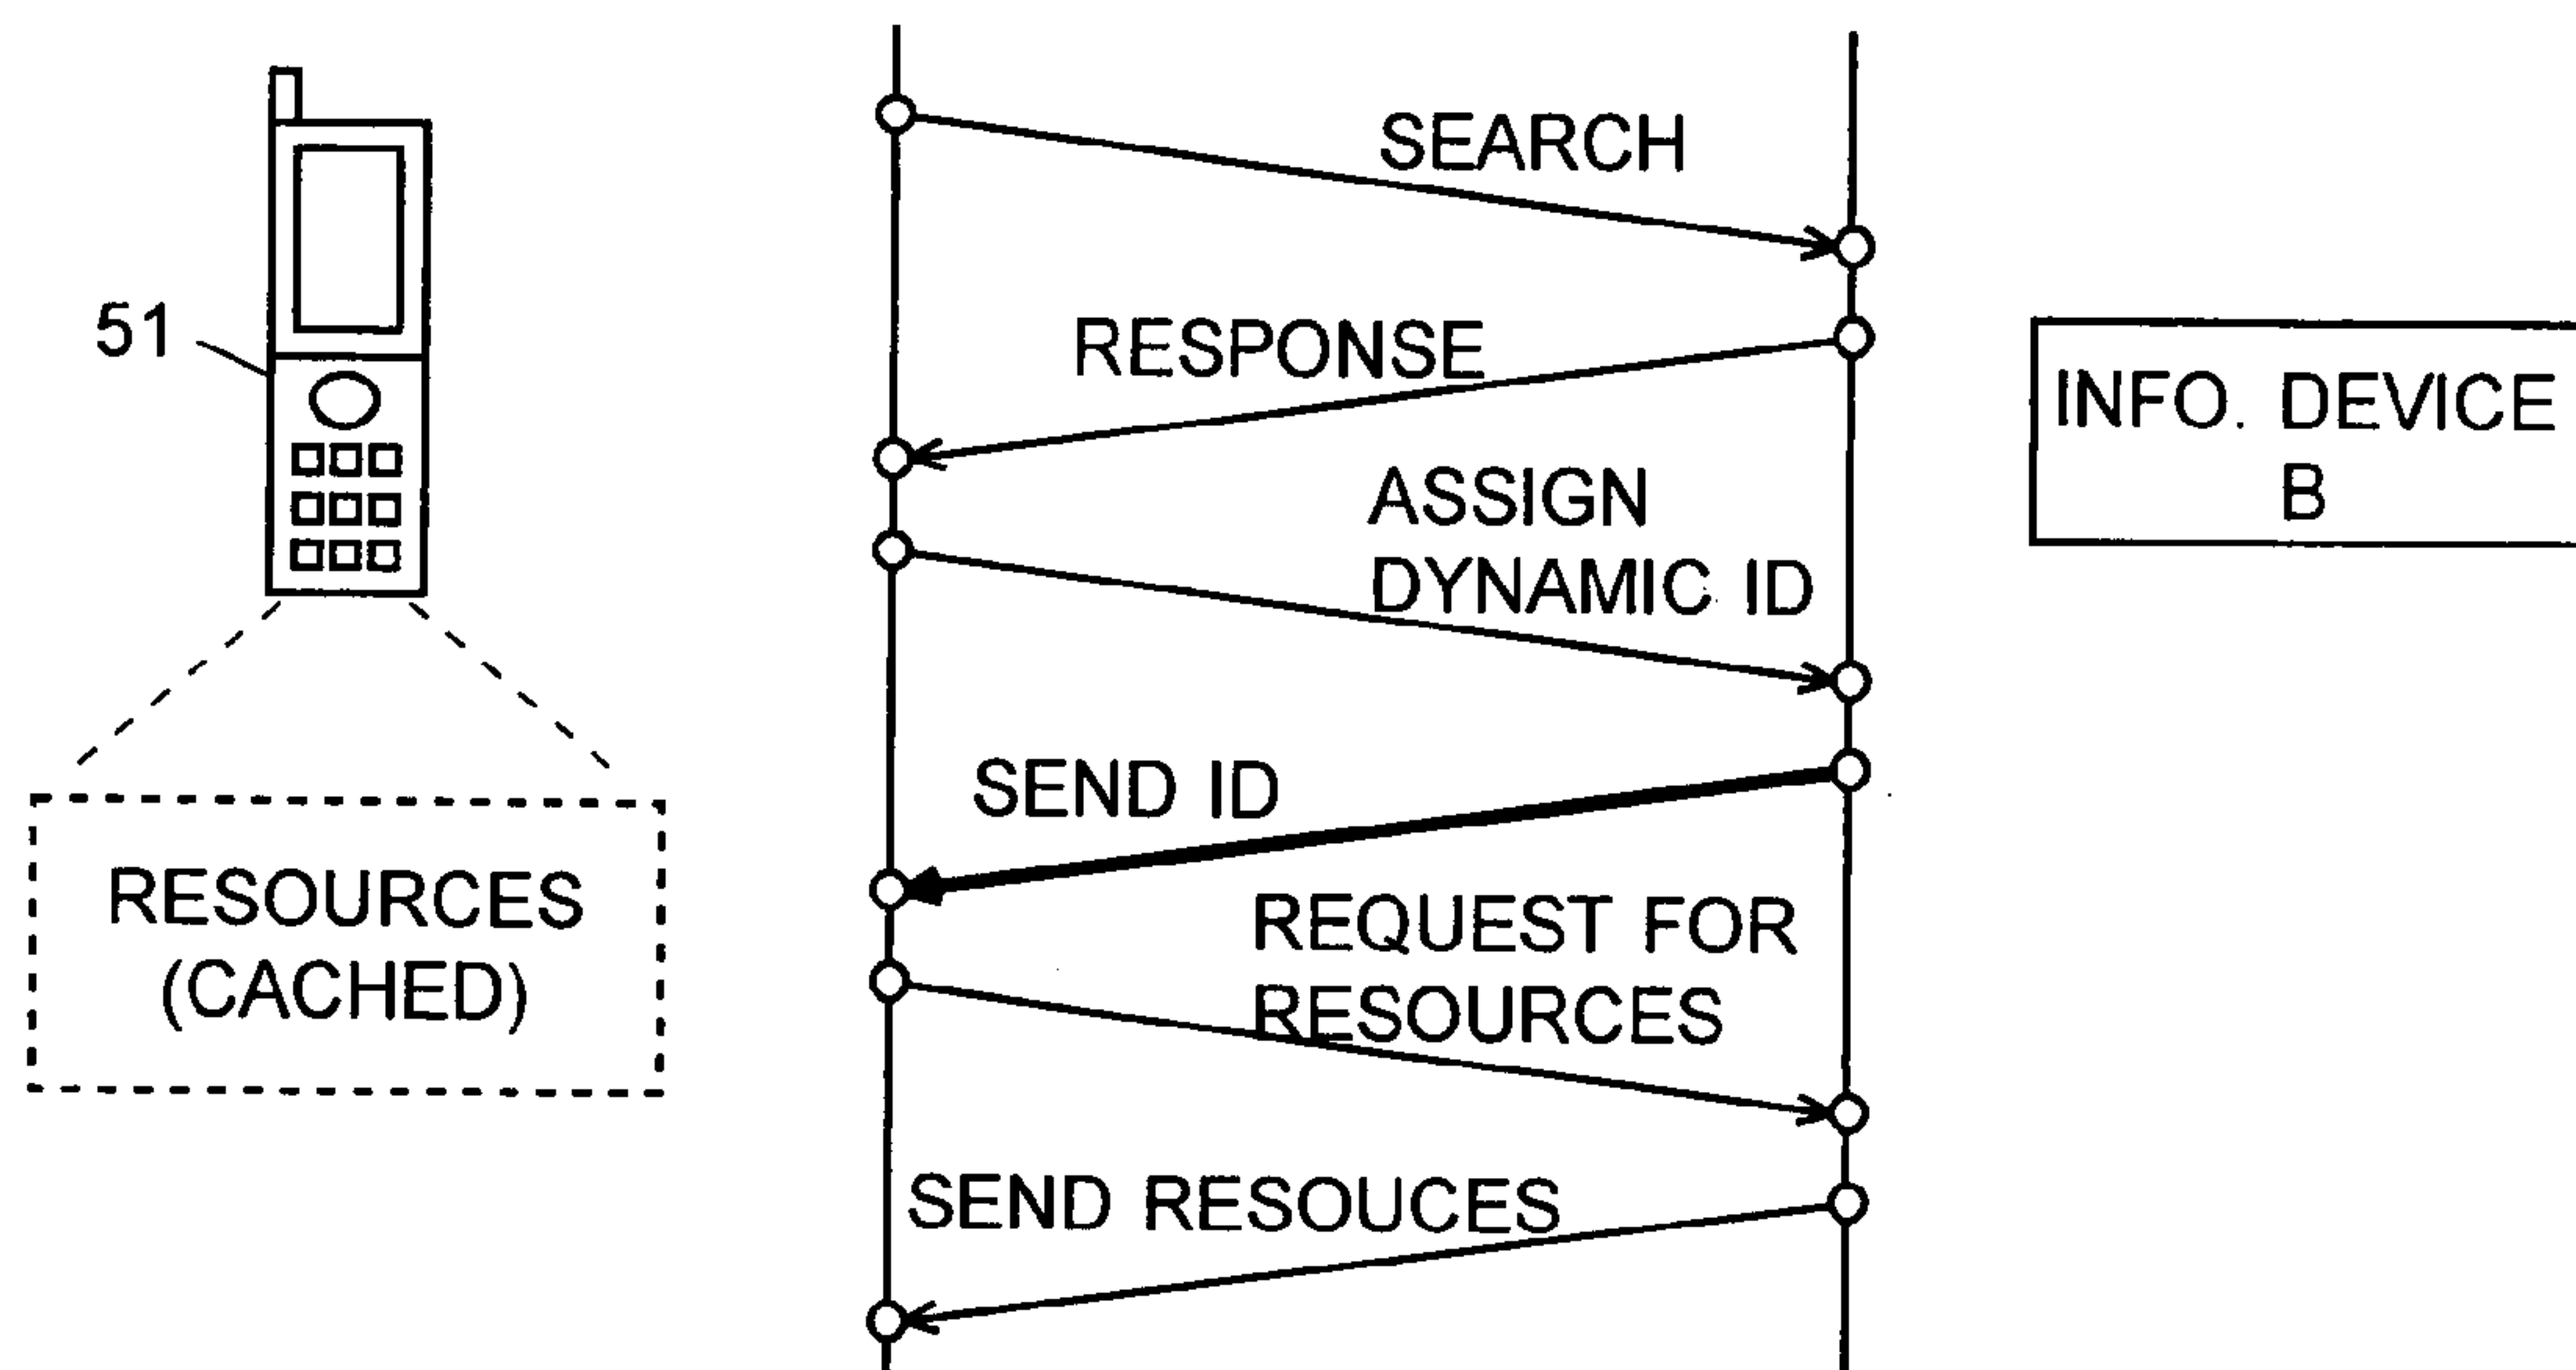 SEARCH
51
RESPONSE
INFO. DEVICE
B
ASSIGN
DYNAMIC ID
SEND ID
RESOURCES
(CACHED)
REQUEST FOR
RESOURCES
SEND RESOUCES